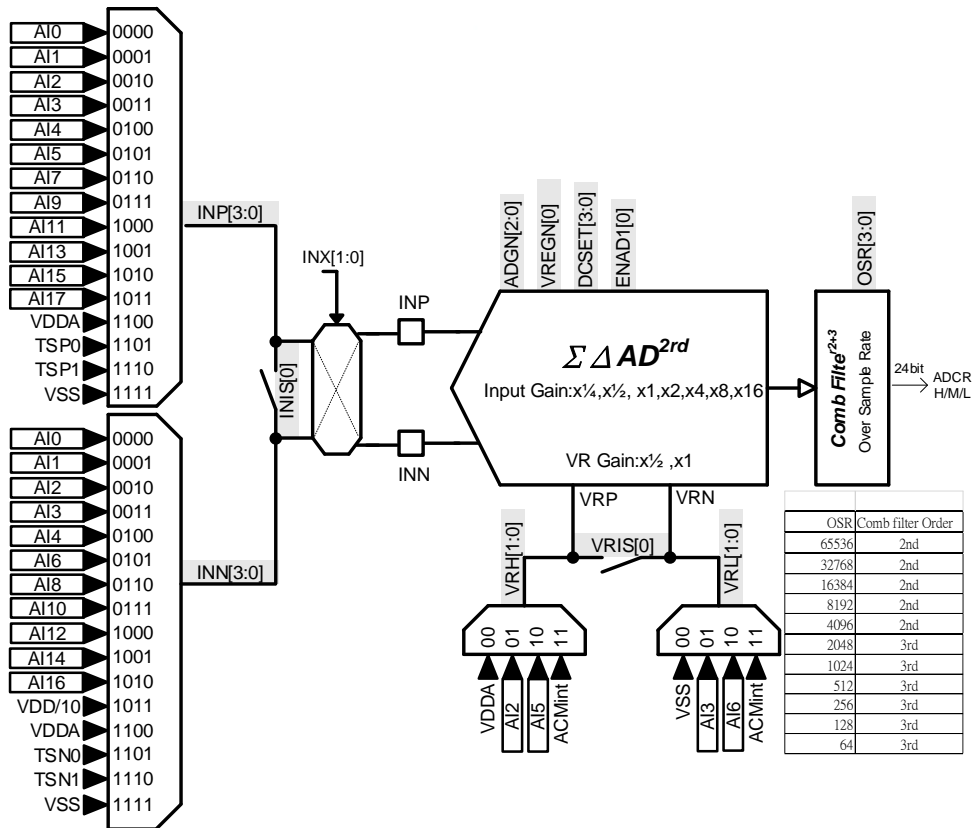 AI0 0000
AI1 0001
AI2 0010
AI3 0011
AI4 0100
AI5 0101
AI7 0110
AI9 0111
AI11 1000
AI13 1001
AI15 1010
AI17 1011
VDDA 1100
TSP0 1101
TSP1 1110
VSS 1111
INP[3:0]
AI0 0000
AI1 0001
AI2 0010
AI3 0011
AI4 0100
AI6 0101
AI8 0110
AI10 0111
AI12 1000
AI14 1001
AI16 1010
VDD/10 1011
VDDA 1100
TSN0 1101
TSN1 1110
VSS 1111
INN[3:0]
INIS[0]
INX[1:0]
INP
INN
ADGN[2:0]
VREGN[0]
DCSET[3:0]
ENAD1[0]
Σ Δ AD2rd
Input Gain:x¼,x½, x1,x2,x4,x8,x16
VR Gain:x½ ,x1
VRP
VRN
VRIS[0]
VRH[1:0]
00 01 10 11
VDDA AI2 AI5 ACMint
VRL[1:0]
00 01 10 11
VSS AI3 AI6 ACMint
OSR[3:0]
Comb Filter2+3
Over Sample Rate
24bit
ADCR
H/M/L
OSR Comb filter Order
65536 2nd
32768 2nd
16384 2nd
8192 2nd
4096 2nd
2048 3rd
1024 3rd
512 3rd
256 3rd
128 3rd
64 3rd